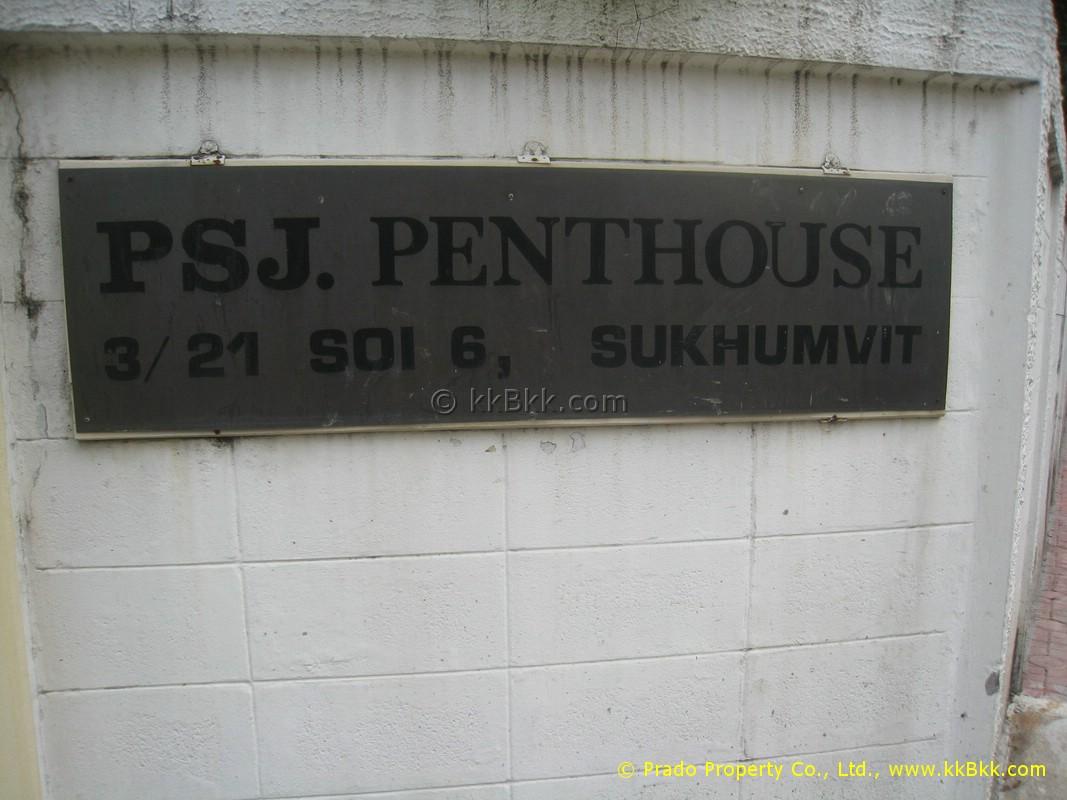 PSJ. PENTHOUSE
3/21 SOI 6, SUKHUMVIT
© kkBkk.com
© Prado Property Co., Ltd., www.kkBkk.com